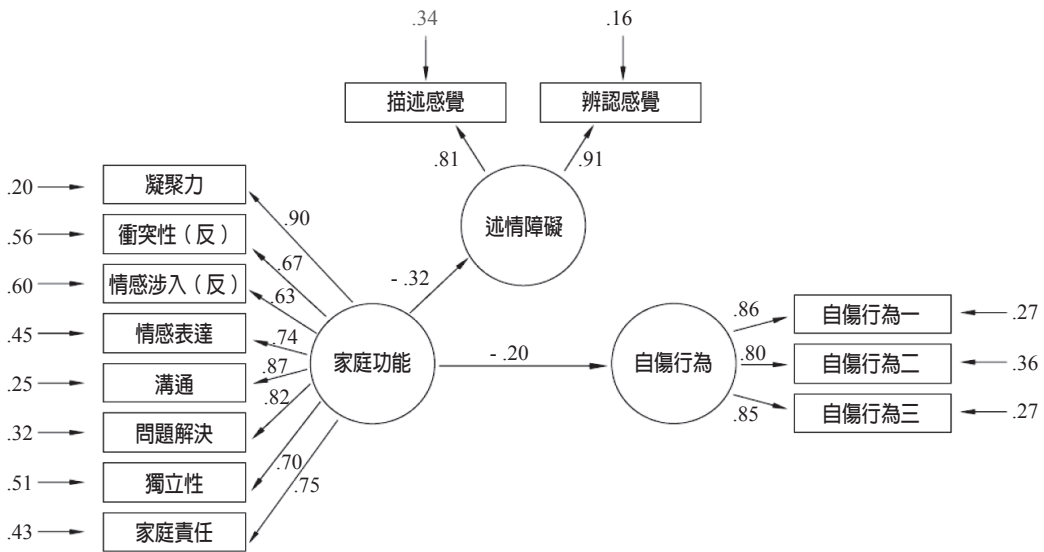 .34
.16
描述感覺
辨認感覺
.81
.91
述情障礙
.20
凝聚力
.90
.56
衝突性（反）
.67
.60
情感涉入（反）
.63
- .32
.45
情感表達
.74
家庭功能
- .20
自傷行為
.86
自傷行為一
.27
.25
溝通
.87
.80
自傷行為二
.36
.32
問題解決
.82
.85
自傷行為三
.27
.51
獨立性
.70
.43
家庭責任
.75